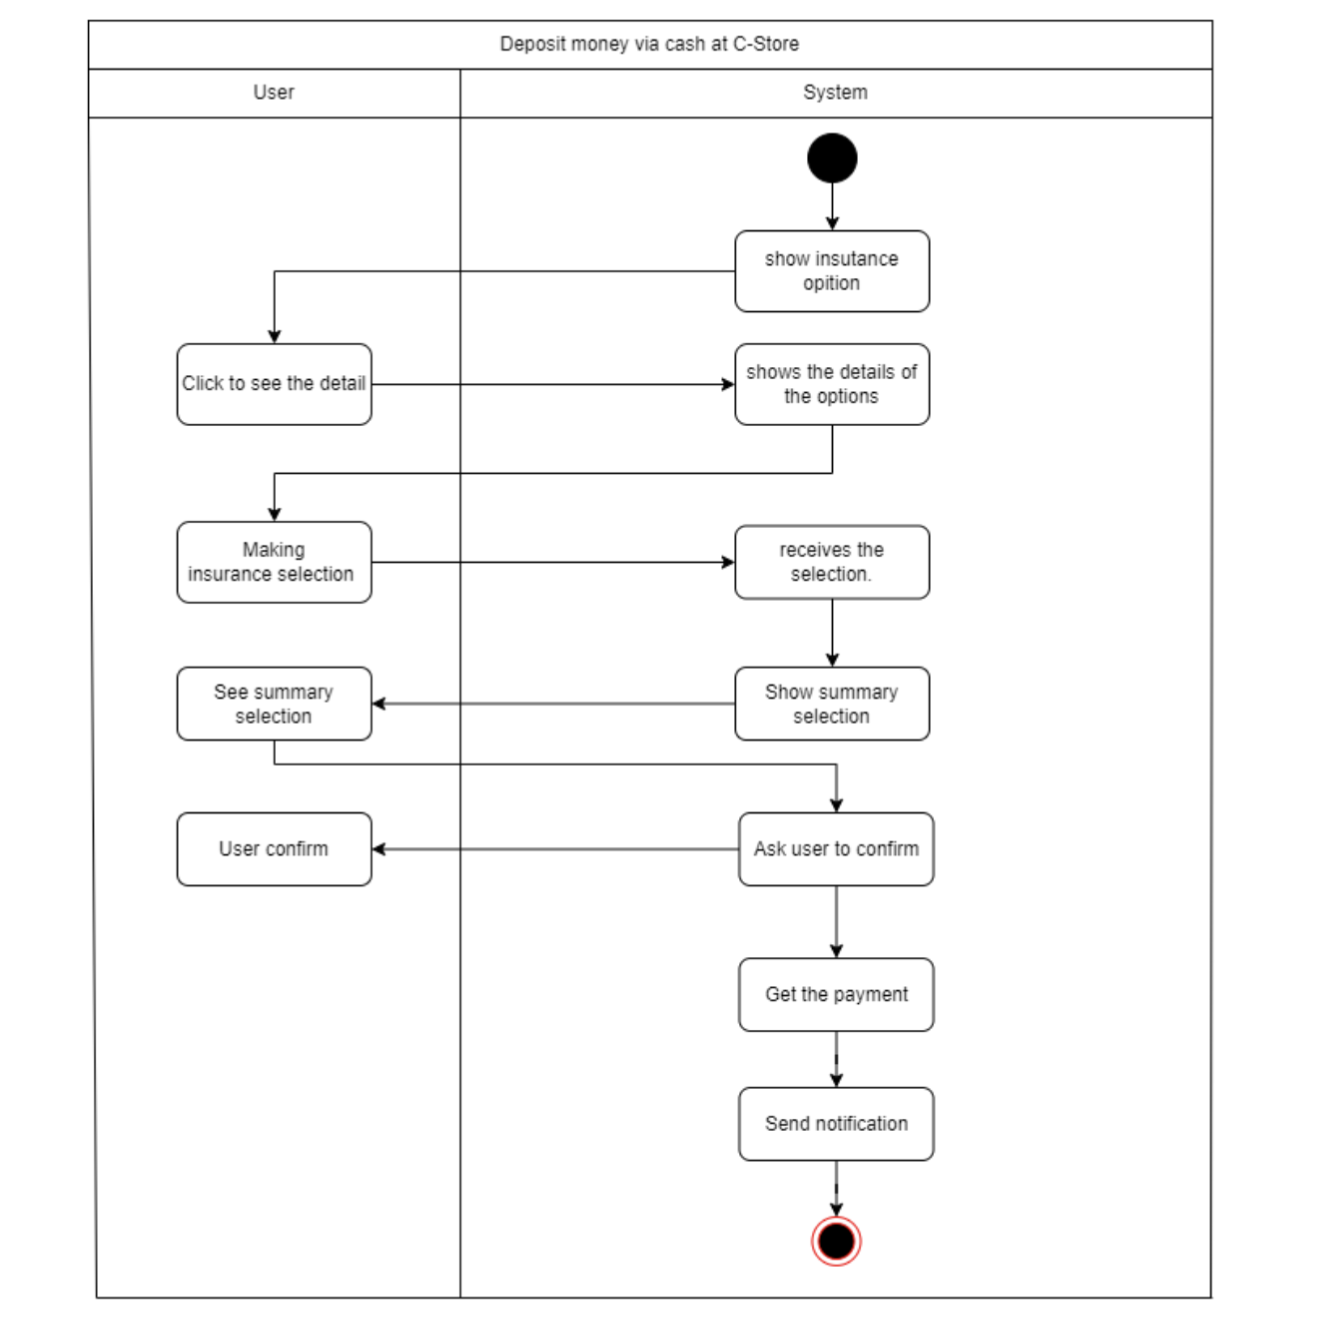 Deposit money via cash at C-Store
User
System
show insutance
opition
Click to see the detail
shows the details of
the options
Making
insurance selection
receives the
selection.
See summary
selection
Show summary
selection
User confirm
Ask user to confirm
Get the payment
Send notification